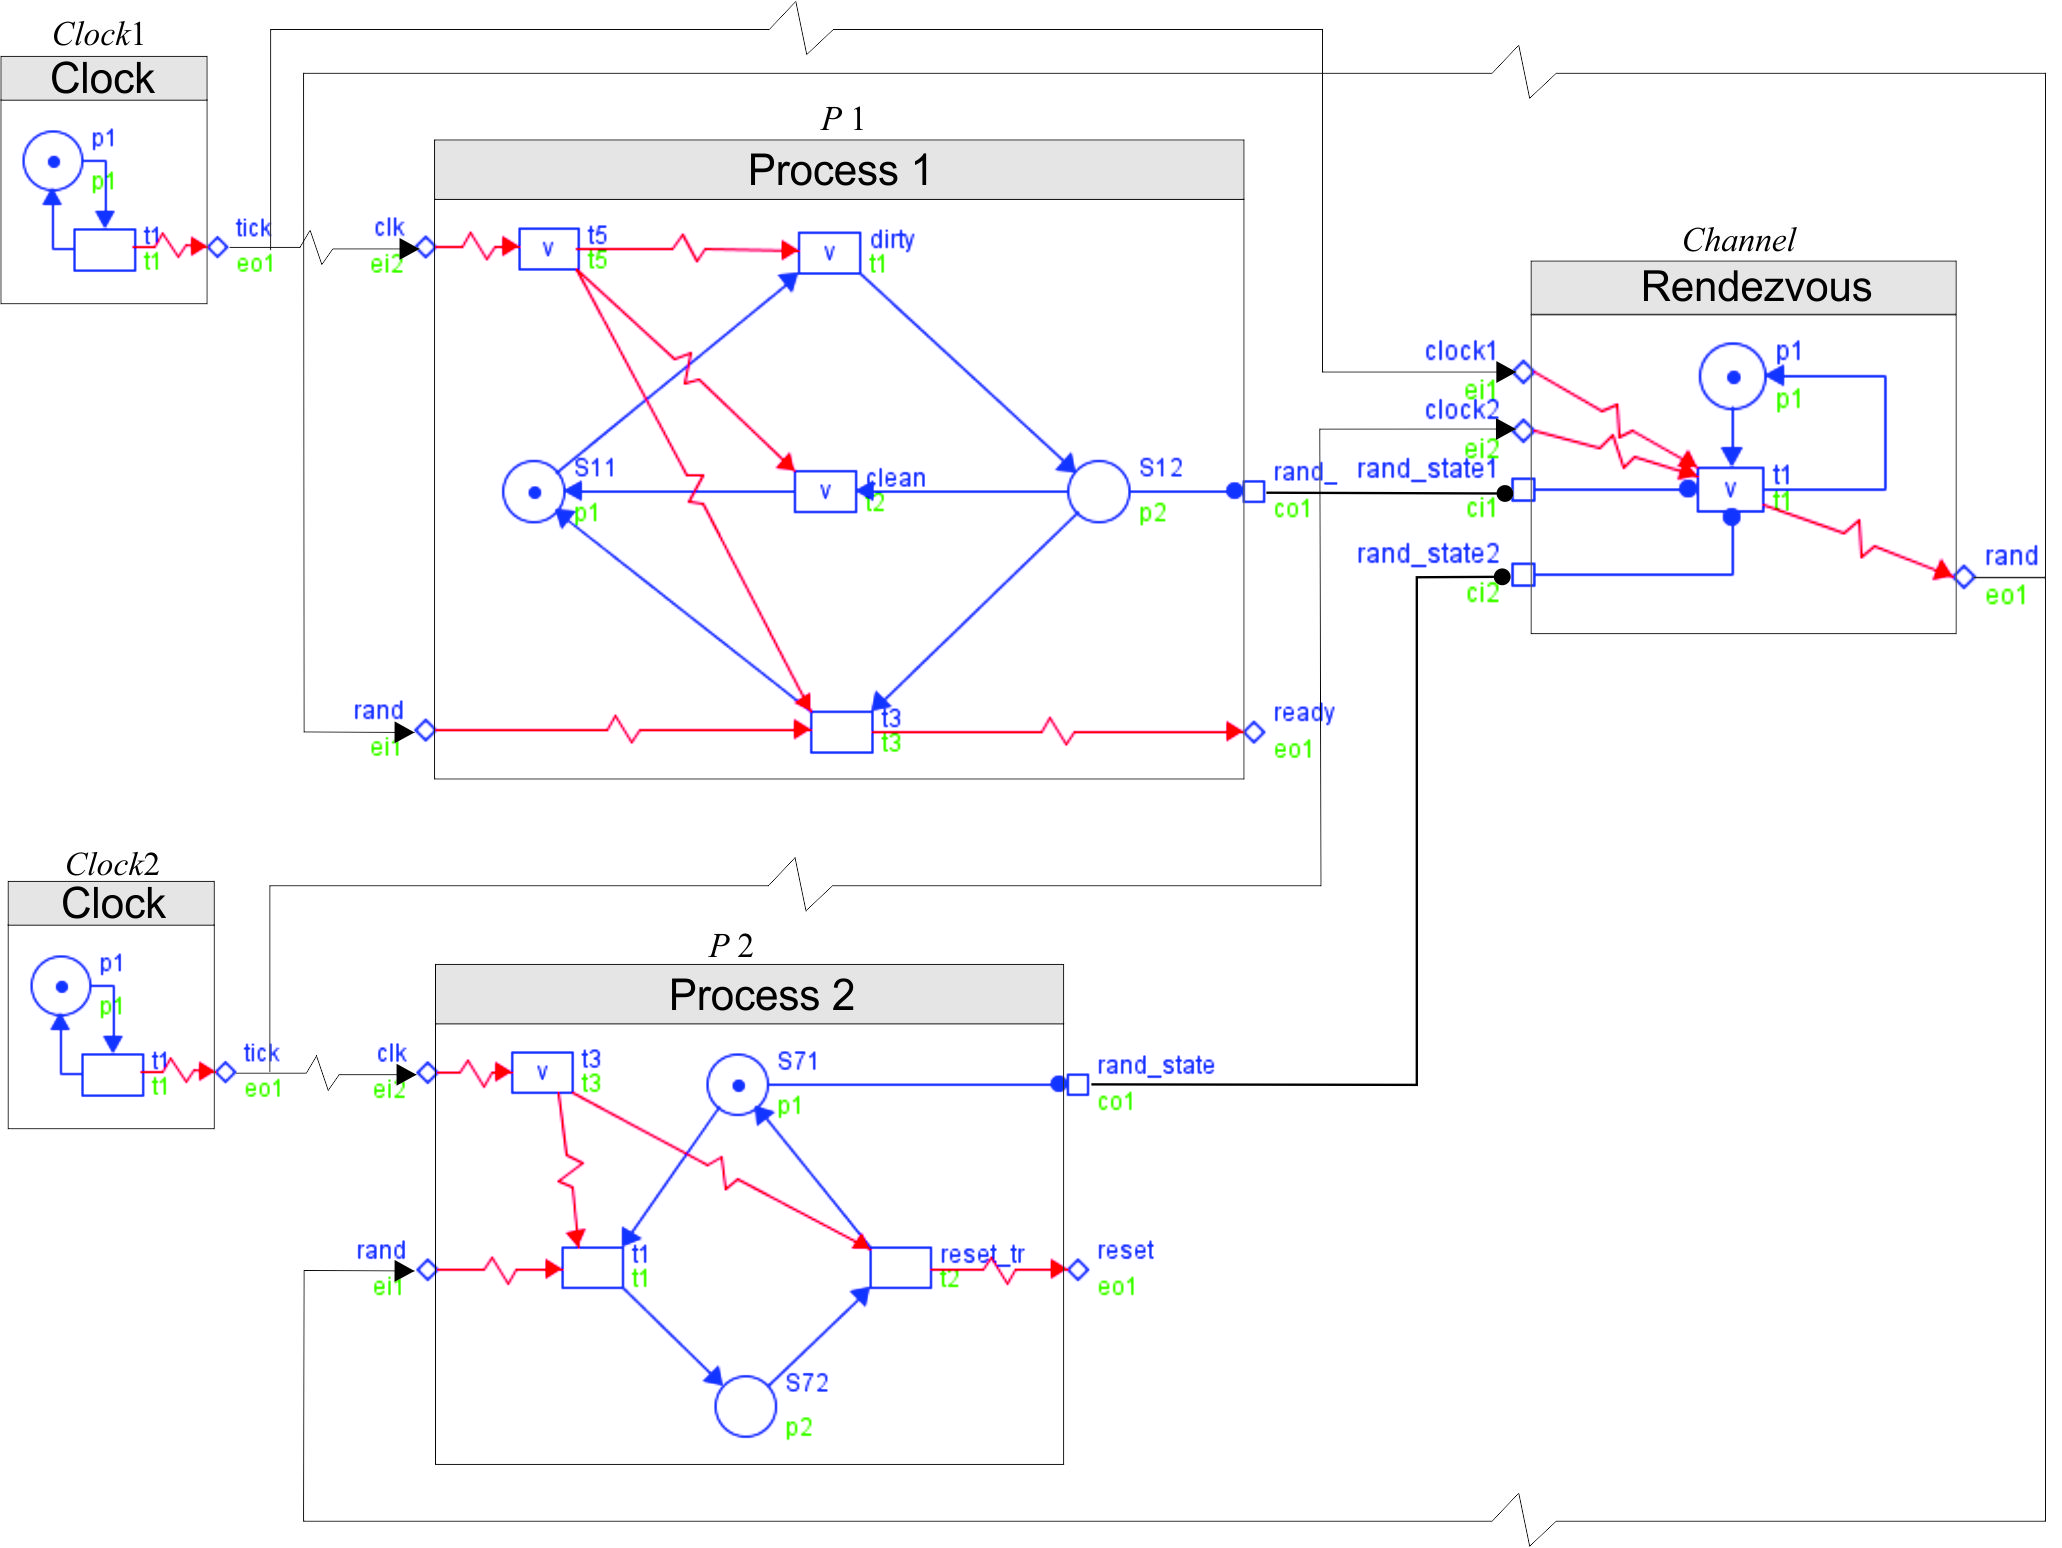 Clock1
Clock
p1
p1
t1
t1
tick
eo1
P 1
Process 1
clk
ei2
v
t5
t5
v
dirty
t1
S11
p1
v
clean
t2
S12
p2
rand_
co1
rand
ei1
t3
t3
ready
eo1
Channel
Rendezvous
clock1
ei1
clock2
ei2
rand_state1
ci1
rand_state2
ci2
p1
p1
v
t1
t1
rand
eo1
Clock2
Clock
p1
p1
t1
t1
tick
eo1
P 2
Process 2
clk
ei2
v
t3
t3
S71
p1
rand_state
co1
rand
ei1
t1
t1
reset_tr
t2
reset
eo1
S72
p2